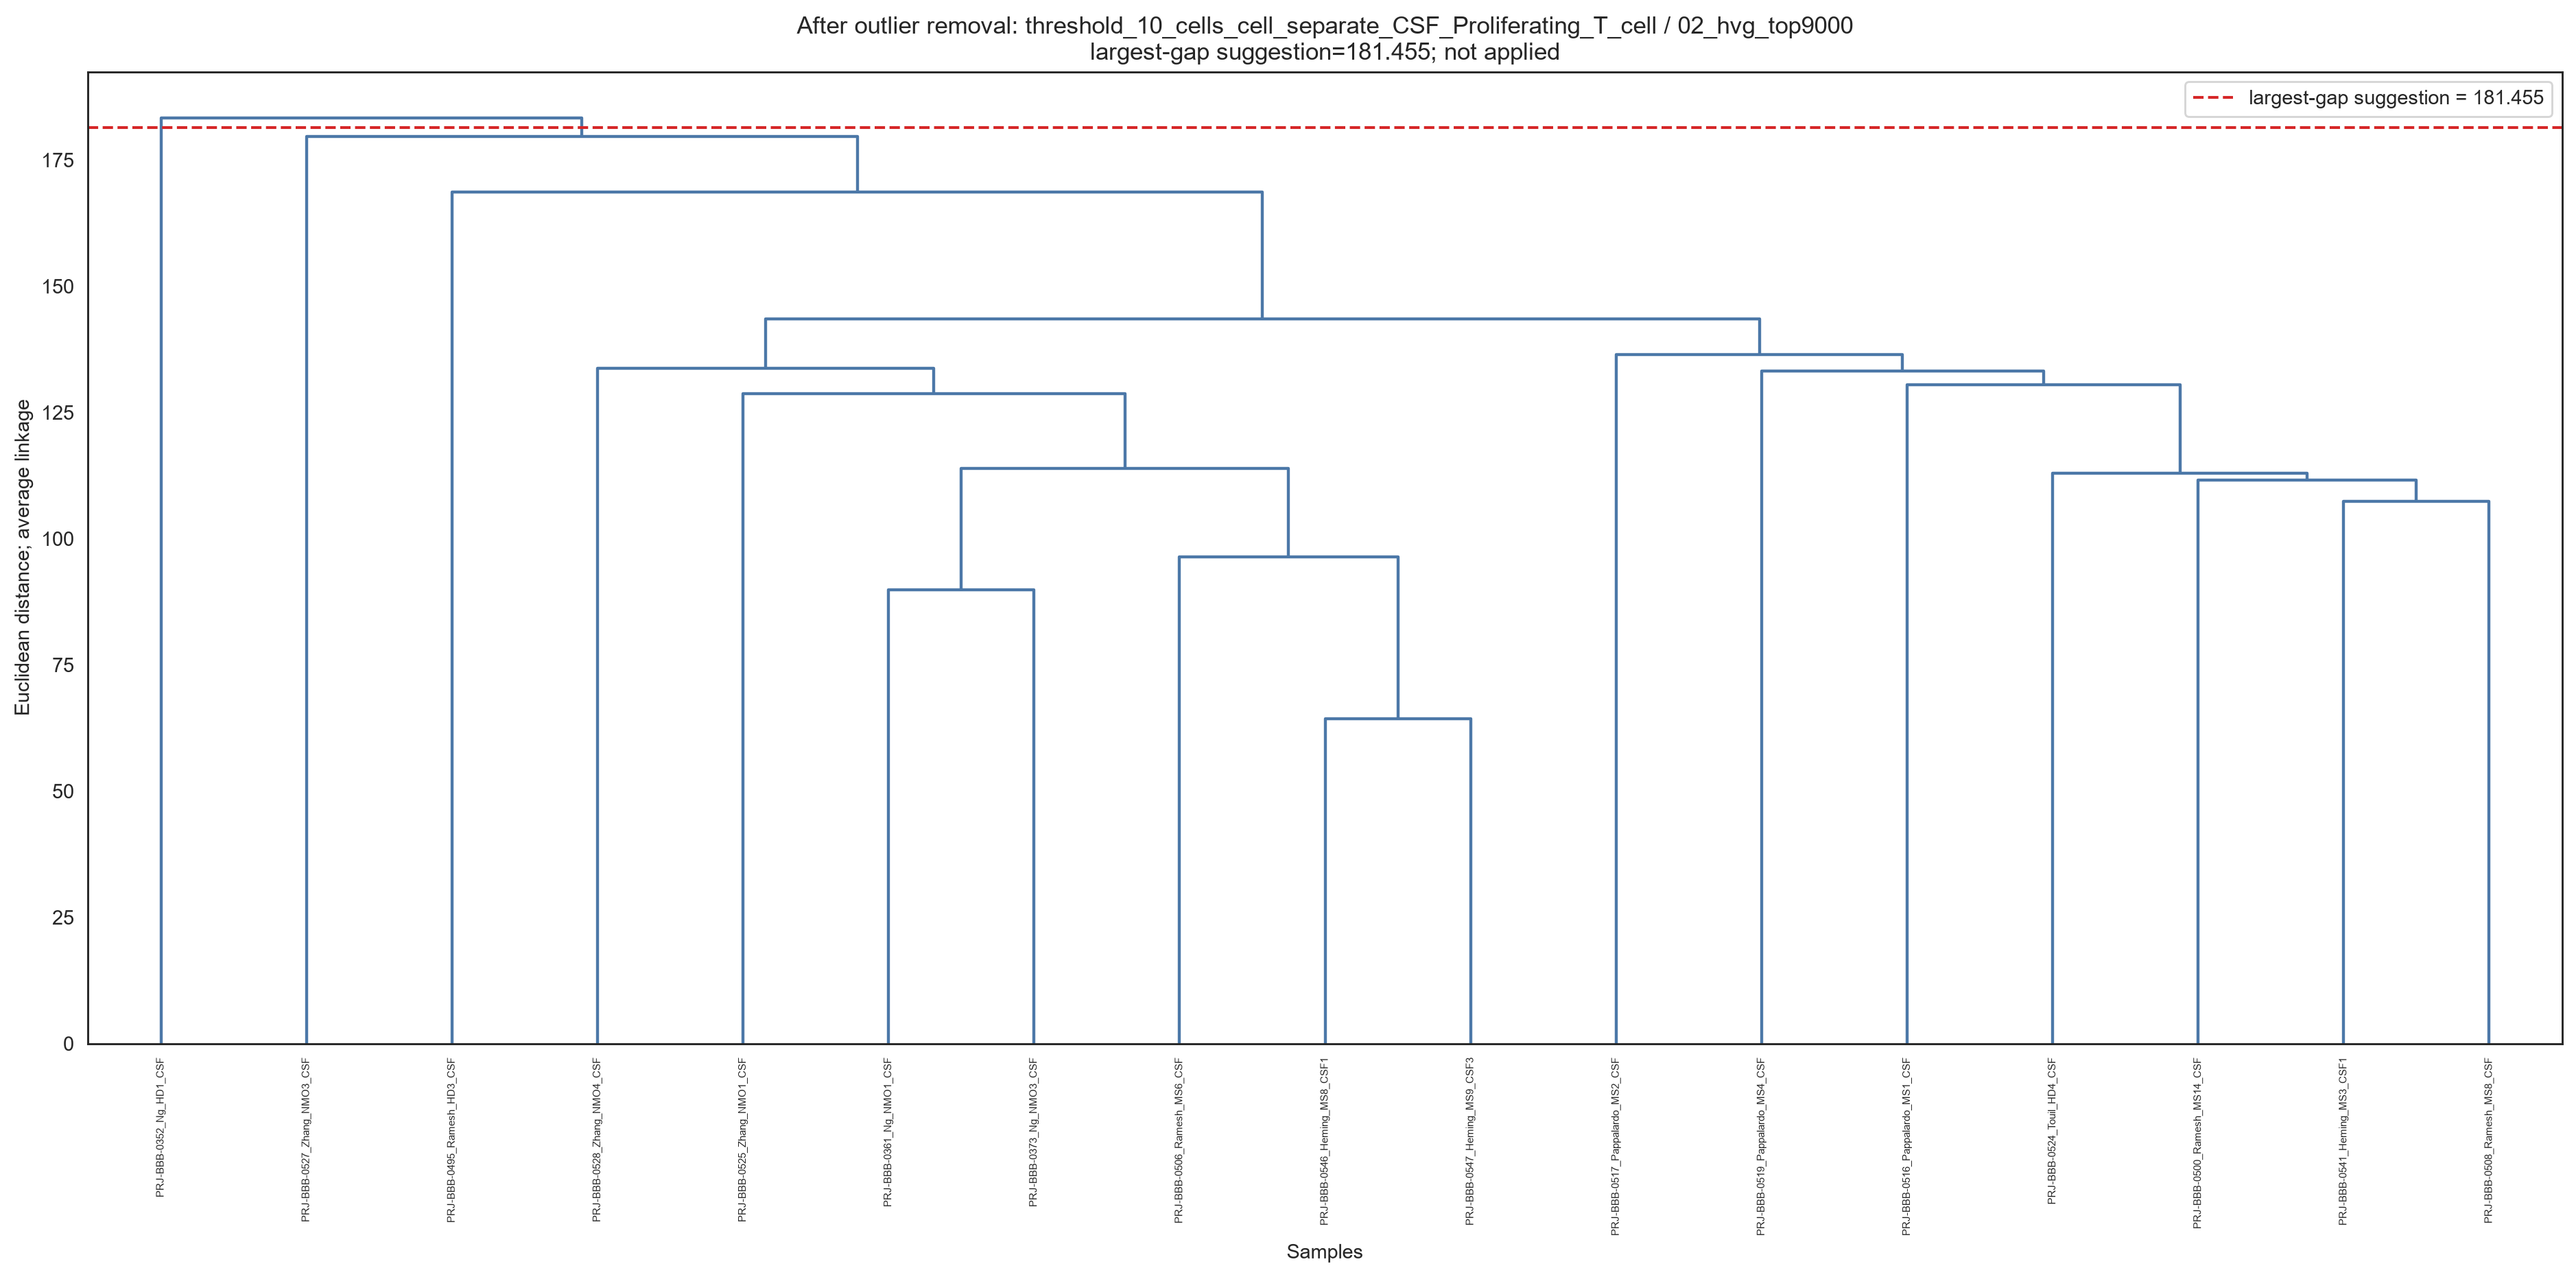 After outlier removal: threshold_10_cells_cell_separate_CSF_Proliferating_T_cell / 02_hvg_top9000
largest-gap suggestion=181.455; not applied
largest-gap suggestion = 181.455
Euclidean distance; average linkage
175
150
125
100
75
50
25
0
PRJ-BBB-0352_Ng_HD1_CSF
PRJ-BBB-0527_Zhang_NMO3_CSF
PRJ-BBB-0495_Ramesh_HD3_CSF
PRJ-BBB-0528_Zhang_NMO4_CSF
PRJ-BBB-0525_Zhang_NMO1_CSF
PRJ-BBB-0361_Ng_NMO1_CSF
PRJ-BBB-0373_Ng_NMO3_CSF
PRJ-BBB-0506_Ramesh_MS6_CSF
PRJ-BBB-0546_Heming_MS8_CSF1
PRJ-BBB-0547_Heming_MS9_CSF3
PRJ-BBB-0517_Pappalardo_MS2_CSF
PRJ-BBB-0519_Pappalardo_MS4_CSF
PRJ-BBB-0516_Pappalardo_MS1_CSF
PRJ-BBB-0524_Touil_HD4_CSF
PRJ-BBB-0500_Ramesh_MS14_CSF
PRJ-BBB-0541_Heming_MS3_CSF1
PRJ-BBB-0508_Ramesh_MS8_CSF
Samples